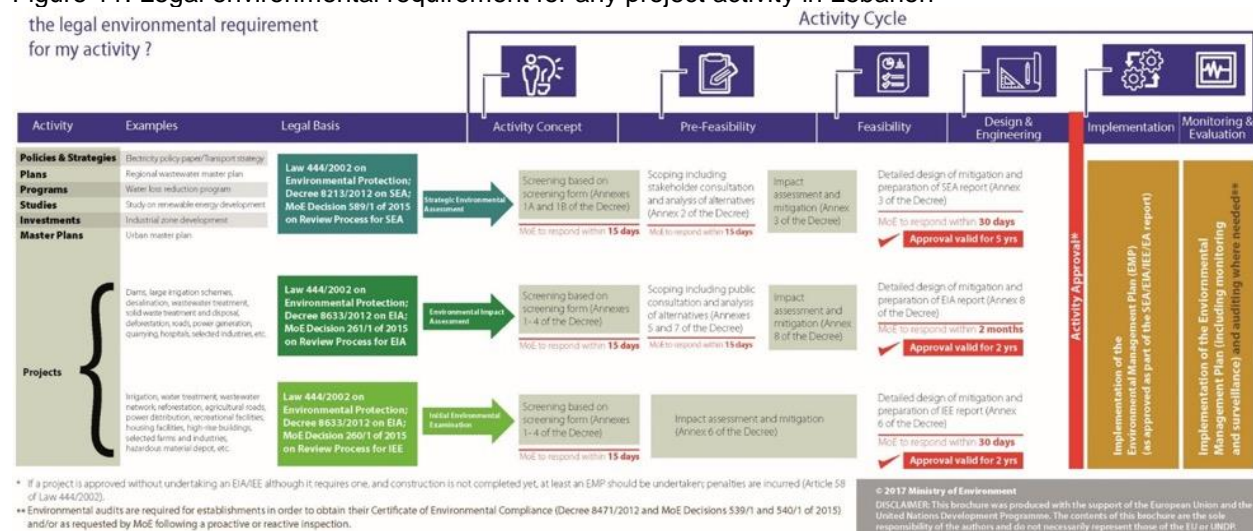 Figure 11: Legal environmental requirement for any project activity in Lebanon
the legal environmental requirement
for my activity ?
Activity Cycle
Activity
Examples
Legal Basis
Activity Concept
Pre-Feasibility
Feasibility
Design &
Engineering
Implementation
Monitoring &
Evaluation
Policies & Strategies
Electricity policy paper/Transport strategy
Plans
Regional wastewater master plan
Programs
Water loss reduction program
Studies
Study on renewable energy development
Investments
Industrial zone development
Master Plans
Urban master plan
Law 444/2002 on
Environmental Protection;
Decree 8213/2012 on SEA;
MoE Decision 589/1 of 2015
on Review Process for SEA
Strategic Environmental
Assessment
Screening based on
screening form (Annexes
1A and 1B of the Decree)
MoE to respond within 15 days
Scoping including
stakeholder consultation
and analysis of alternatives
(Annex 2 of the Decree)
MoE to respond within 15 days
Impact
assessment and
mitigation (Annex
3 of the Decree)
Detailed design of mitigation and
preparation of SEA report (Annex
3 of the Decree)
MoE to respond within 30 days
Approval valid for 5 yrs
Projects
Dams, large irrigation schemes,
desalination, wastewater treatment,
solid waste treatment and disposal,
deforestation, roads, power generation,
quarrying, hospitals, selected industries, etc.
Law 444/2002 on
Environmental Protection;
Decree 8633/2012 on EIA;
MoE Decision 261/1 of 2015
on Review Process for EIA
Environmental Impact
Assessment
Screening based on
screening form (Annexes
1- 4 of the Decree)
MoE to respond within 15 days
Scoping including public
consultation and analysis
of alternatives (Annexes
5 and 7 of the Decree)
MoE to respond within 15 days
Impact
assessment and
mitigation (Annex
8 of the Decree)
Detailed design of mitigation and
preparation of EIA report (Annex 8
of the Decree)
MoE to respond within 2 months
Approval valid for 2 yrs
Irrigation, water treatment, wastewater
network, reforestation, agricultural roads,
power distribution, recreational facilities,
housing facilities, high-rise buildings,
selected farms and industries,
hazardous material depot, etc.
Law 444/2002 on
Environmental Protection;
Decree 8633/2012 on EIA;
MoE Decision 260/1 of 2015
on Review Process for IEE
Initial Environmental
Examination
Screening based on
screening form (Annexes
1- 4 of the Decree)
MoE to respond within 15 days
Impact assessment and mitigation
(Annex 6 of the Decree)
Detailed design of mitigation and
preparation of IEE report (Annex
6 of the Decree)
MoE to respond within 30 days
Approval valid for 2 yrs
Activity Approval*
Implementation of the
Environmental Management Plan (EMP)
(as approved as part of the SEA/EIA/IEE/EA report)
Implementation of the Enviornmental
Management Plan (including monitoring
and surveillance) and auditing where needed**
* If a project is approved without undertaking an EIA/IEE although it requires one, and construction is not completed yet, at least an EMP should be undertaken; penalties are incurred (Article 58
of Law 444/2002).
** Environmental audits are required for establishments in order to obtain their Certificate of Environmental Compliance (Decree 8471/2012 and MoE Decisions 539/1 and 540/1 of 2015)
and/or as requested by MoE following a proactive or reactive inspection.
© 2017 Ministry of Environment
DISCLAIMER: This brochure was produced with the support of the European Union and the
United Nations Development Programme. The contents of this brochure are the sole
responsibility of the authors and do not necessarily represent those of the EU or UNDP.